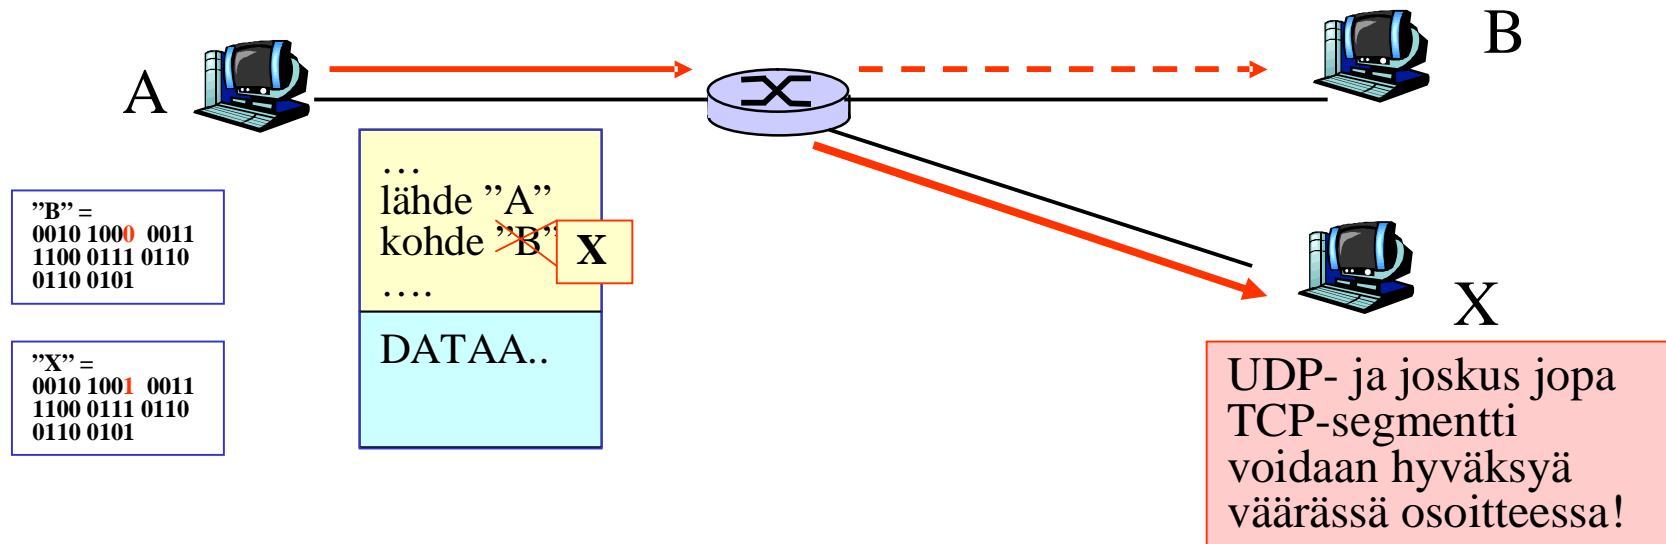 A
B
”B” =
0010 1000 0011
1100 0111 0110
0110 0101
”X” =
0010 1001 0011
1100 0111 0110
0110 0101
…
lähde ”A”
kohde ”B”
X
….
DATAA..
X
UDP- ja joskus jopa
TCP-segmentti
voidaan hyväksyä
väärässä osoitteessa!